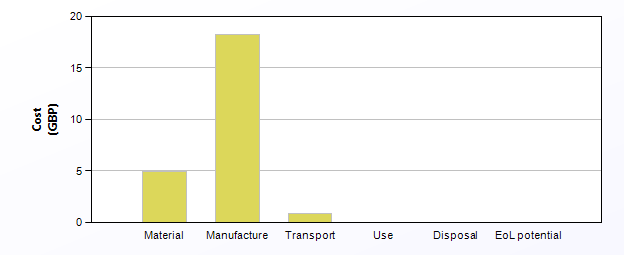 20
15
10
5
0
Cost
(GBP)
Material Manufacture Transport Use Disposal EoL potential